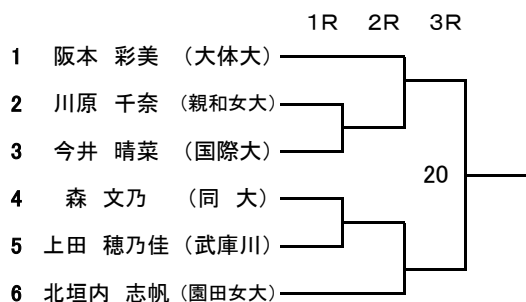 1R 2R 3R
1 阪本 彩美 (大体大)
2 川原 千奈 (親和女大)
3 今井 晴菜 (国際大)
20
4 森 文乃 (同 大)
5 上田 穂乃佳 (武庫川)
6 北垣内 志帆 (園田女大)